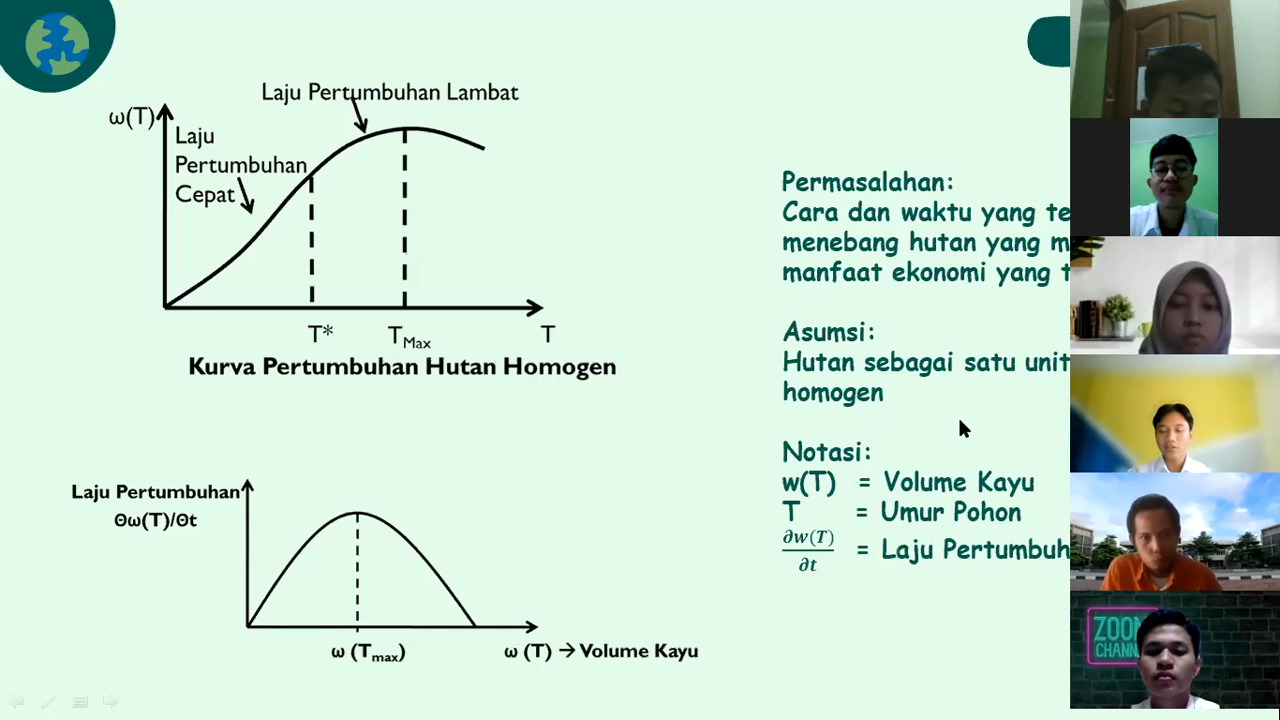 Laju Pertumbuhan Lambat
ω(T)
Laju
Pertumbuhan
Cepat
T*
T Max
T
Kurva Pertumbuhan Hutan Homogen
Laju Pertumbuhan
Θω(T)/Θt
ω (Tmax)
ω (T) → Volume Kayu
Permasalahan:
Cara dan waktu yang
menebang hutan yang
manfaat ekonomi yang
Asumsi:
Hutan sebagai satu unit
homogen
Notasi:
w(T) = Volume Kayu
T = Umur Pohon
∂w(T)/∂t = Laju Pertumbuh
ZOOM
CHANN